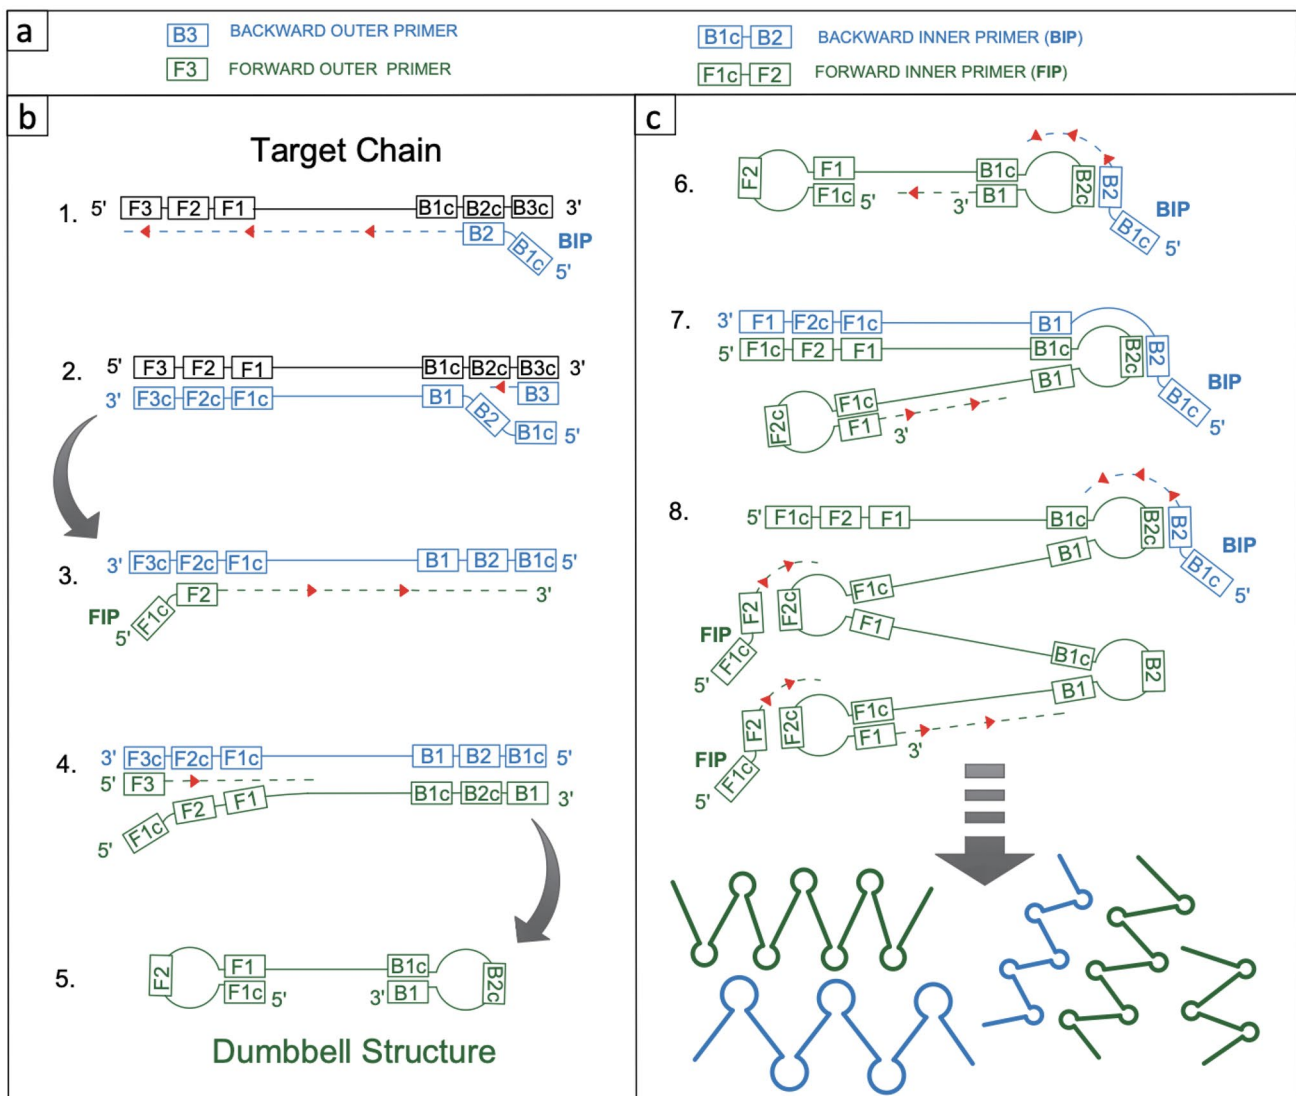 a
B3 BACKWARD OUTER PRIMER
F3 FORWARD OUTER PRIMER
B1c B2 BACKWARD INNER PRIMER (BIP)
F1c F2 FORWARD INNER PRIMER (FIP)
b
Target Chain
1. 5' F3 F2 F1 B1c B2c B3c 3'
B2 BIP
B1c 5'
2. 5' F3 F2 F1 B1c B2c B3c 3'
3' F3c F2c F1c B1 B3
B2 B1c 5'
3. 3' F3c F2c F1c B1 B2 B1c 5'
F2 3'
FIP
5' F1c
4. 3' F3c F2c F1c B1 B2 B1c 5'
5' F3
F2 F1 B1c B2c B1 3'
5' F1c
5. F2 F1 B1c B2c
F1c 5' 3' B1
Dumbbell Structure
c
6. F2 F1 B1c B2c B2
F1c 5' 3' B1
BIP
B1c 5'
7. 3' F1 F2c F1c B1
5' F1c F2 F1 B1c B2c B2
B1 BIP
F2c F1c B1c
F1 3' 5'
8. 5' F1c F2 F1 B1c B2c B2
B1 BIP
B1c 5'
F2 F2c F1c
FIP F1
5' F1c B1c B2
B1
F2 F2c F1c
F1 3'
FIP
5' F1c